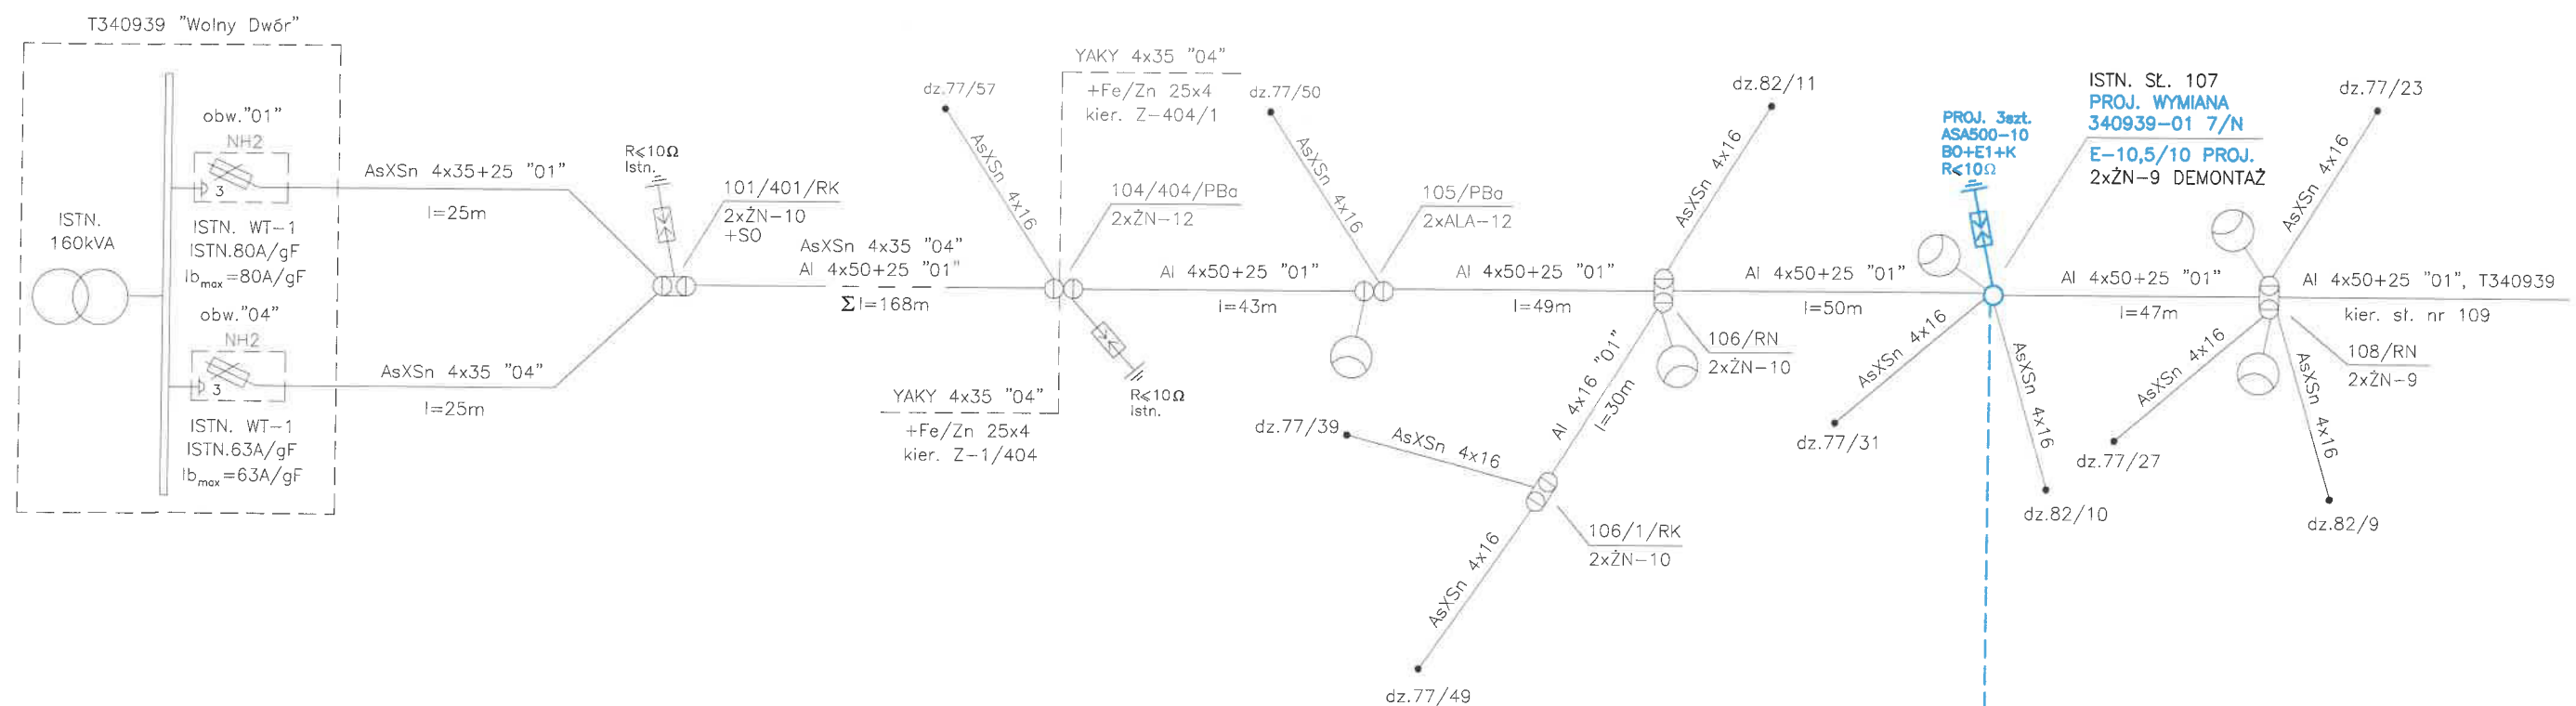 T340939 "Wolny Dwór"
obw."01"
NH2
3
ISTN. WT-1
ISTN.80A/gF
Ibmax=80A/gF
ISTN.
160kVA
obw."04"
NH2
3
ISTN. WT-1
ISTN.63A/gF
Ibmax=63A/gF
AsXSn 4x35+25 "01"
l=25m
AsXSn 4x35 "04"
l=25m
R≤10Ω
Istn.
101/401/RK
2xŻN-10
+SO
AsXSn 4x35 "04"
Al 4x50+25 "01"
Σl=168m
dz.77/57
AsXSn 4x16
YAKY 4x35 "04"
+Fe/Zn 25x4
kier. Z-404/1
104/404/PBa
2xŻN-12
YAKY 4x35 "04"
+Fe/Zn 25x4
kier. Z-1/404
R≤10Ω
Istn.
Al 4x50+25 "01"
l=43m
dz.77/50
AsXSn 4x16
105/PBa
2xALA-12
Al 4x50+25 "01"
l=49m
dz.82/11
AsXSn 4x16
106/RN
2xŻN-10
Al 4x16 "01"
l=30m
dz.77/39
AsXSn 4x16
106/1/RK
2xŻN-10
AsXSn 4x16
dz.77/49
Al 4x50+25 "01"
l=50m
PROJ. 3szt.
ASA500-10
BO+E1+K
R≤10Ω
ISTN. SŁ. 107
PROJ. WYMIANA
340939-01 7/N
E-10,5/10 PROJ.
2xŻN-9 DEMONTAŻ
AsXSn 4x16
dz.77/31
AsXSn 4x16
dz.82/10
Al 4x50+25 "01"
l=47m
dz.77/23
AsXSn 4x16
AsXSn 4x16
dz.77/27
AsXSn 4x16
dz.82/9
108/RN
2xŻN-9
Al 4x50+25 "01", T340939
kier. sł. nr 109